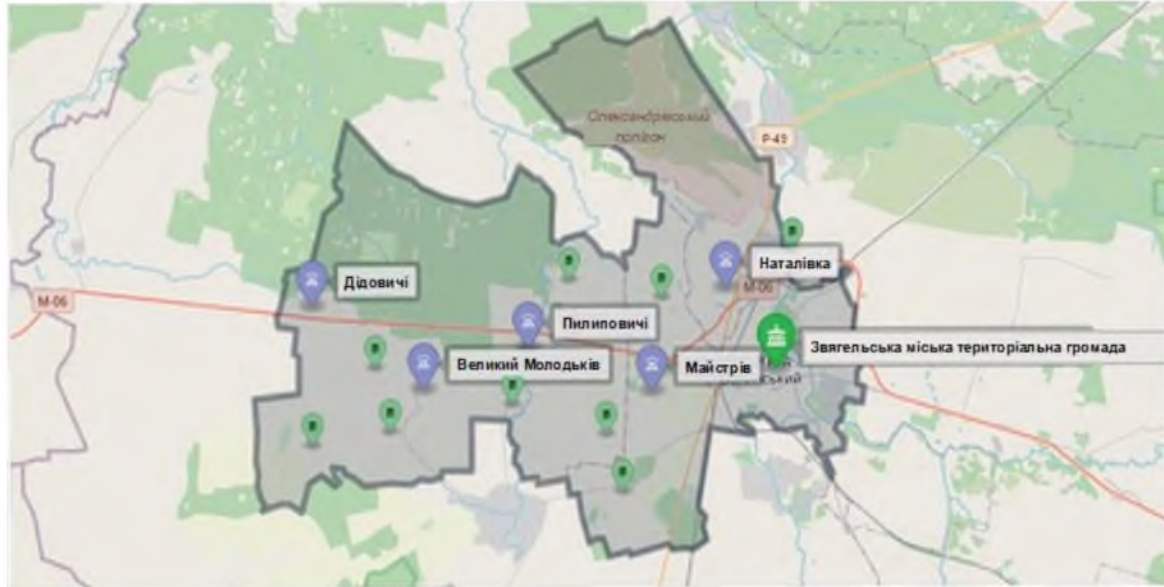 Олександрівський
полігон
Р-49
М-06
Дідовичі
Наталівка
М-06
Пилиповичі
Звягельська міська територіальна громада
Великий Молодьків
Майстрів